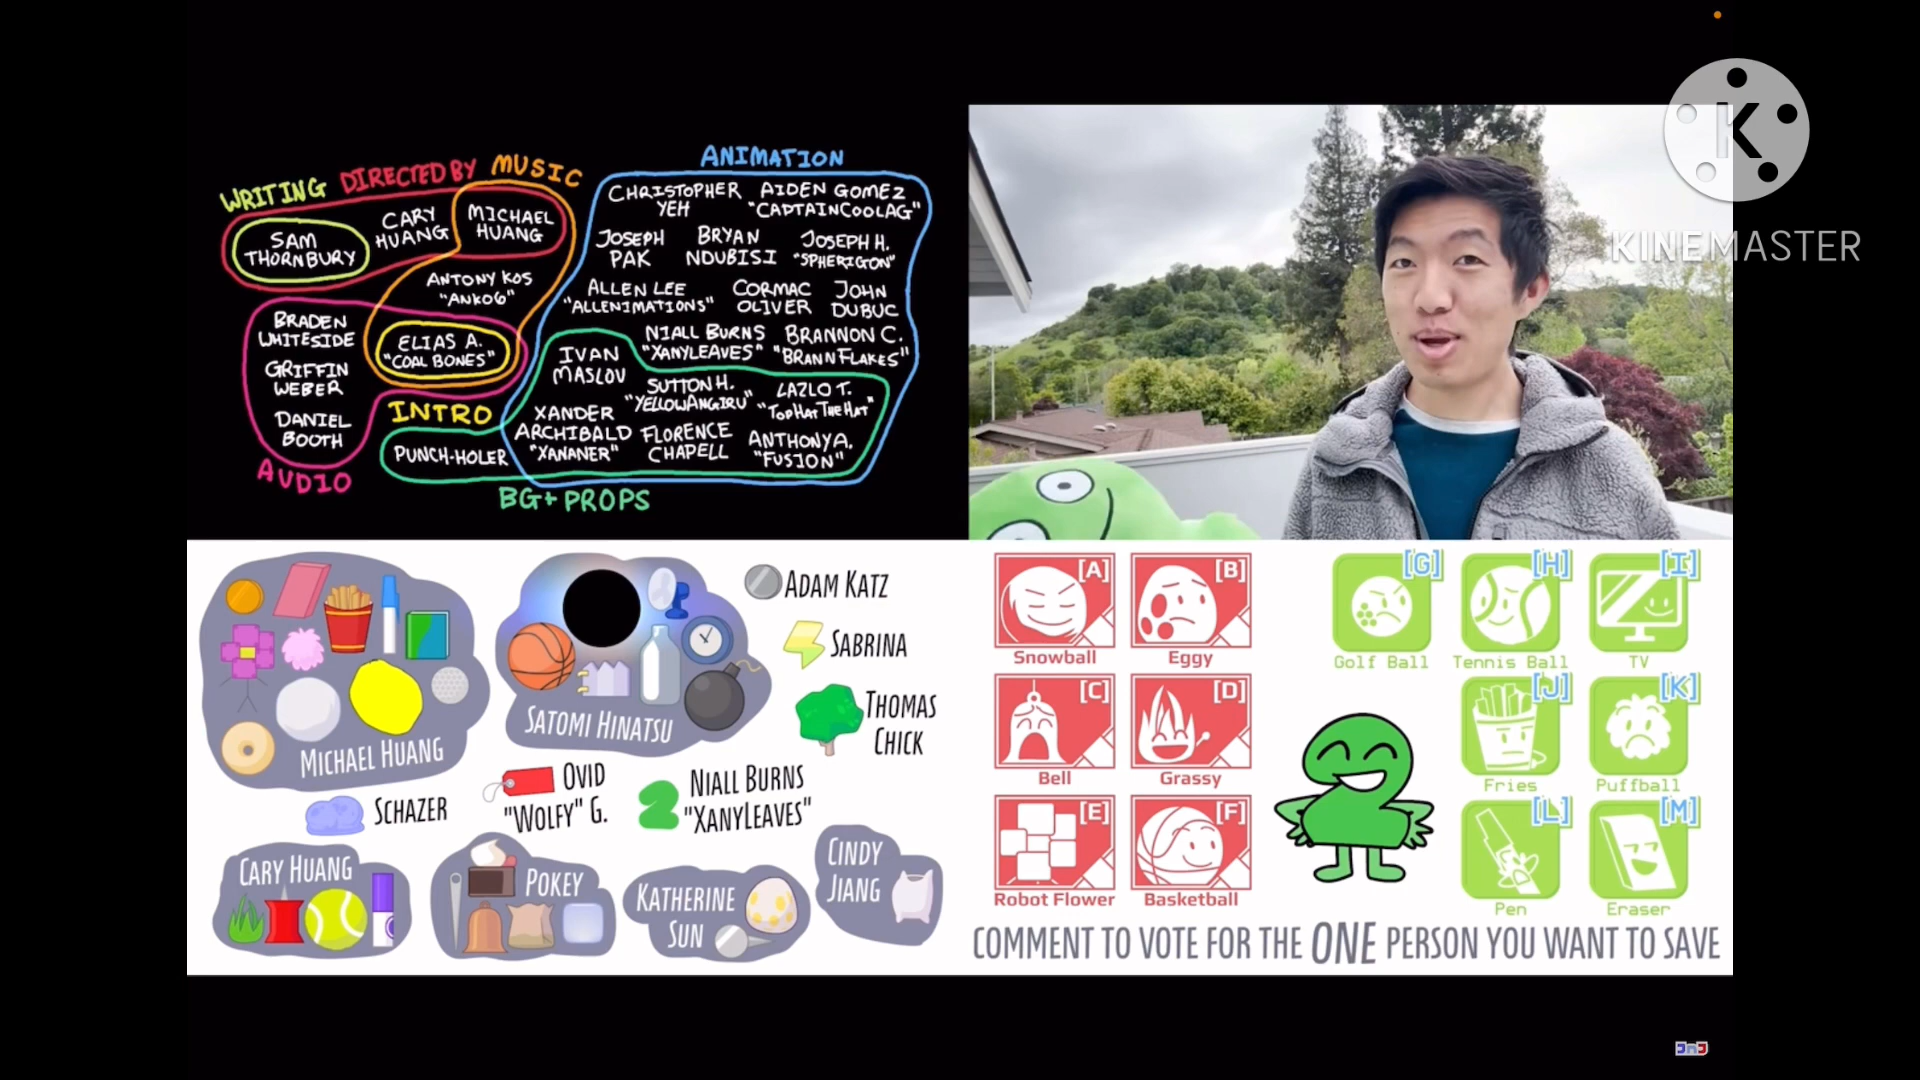 WRITING
DIRECTED BY
MUSIC
SAM
THORNBURY
CARY
HUANG
MICHAEL
HUANG
ANTONY KOS
"ANKO6"
ELIAS A.
"COAL BONES"
BRADEN
WHITESIDE
GRIFFIN
WEBER
DANIEL
BOOTH
AUDIO
INTRO
PUNCH-HOLER
ANIMATION
CHRISTOPHER
YEH
AIDEN GOMEZ
"CAPTAINCOOLAG"
JOSEPH
PAK
BRYAN
NDUBISI
JOSEPH H.
"SPHERIGON"
ALLEN LEE
"ALLENIMATIONS"
CORMAC
OLIVER
JOHN
DUBUC
NIALL BURNS
"XANYLEAVES"
BRANNON C.
"BRANNFLAKES"
IVAN
MASLOV
SUTTON H.
"YELLOWANGIRU"
LAZLO T.
"TOPHATTHEHAT"
XANDER
ARCHIBALD
"XANANER"
FLORENCE
CHAPELL
ANTHONY A.
"FUSION"
BG+PROPS
K
KINEMASTER
MICHAEL HUANG
SATOMI HINATSU
ADAM KATZ
SABRINA
THOMAS
CHICK
SCHAZER
OVID
"WOLFY" G.
NIALL BURNS
"XANYLEAVES"
CARY HUANG
POKEY
KATHERINE
SUN
CINDY
JIANG
[A]
Snowball
[B]
Eggy
[C]
Bell
[D]
Grassy
[E]
Robot Flower
[F]
Basketball
[G]
Golf Ball
[H]
Tennis Ball
[I]
TV
[J]
Fries
[K]
Puffball
[L]
Pen
[M]
Eraser
COMMENT TO VOTE FOR THE ONE PERSON YOU WANT TO SAVE